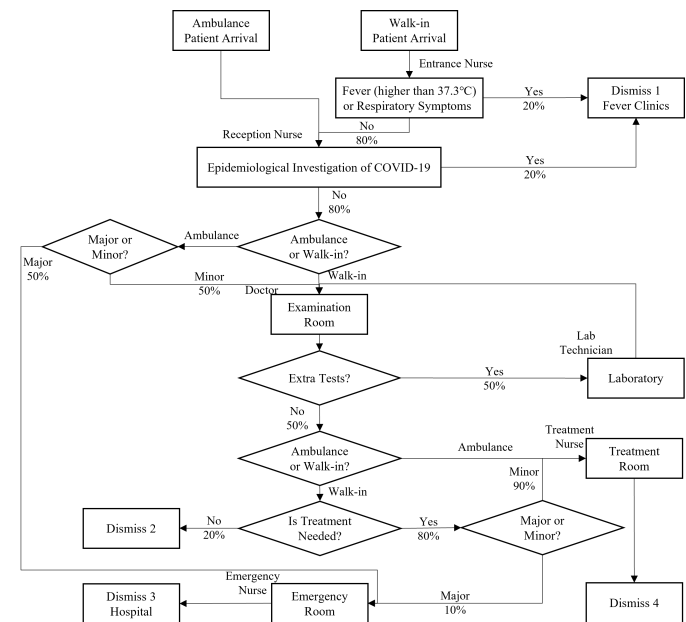 Ambulance
Patient Arrival
Walk-in
Patient Arrival
Entrance Nurse
Fever (higher than 37.3℃)
or Respiratory Symptoms
Yes
20%
Dismiss 1
Fever Clinics
No
80%
Reception Nurse
Epidemiological Investigation of COVID-19
Yes
20%
No
80%
Major or
Minor?
Ambulance
Ambulance
or Walk-in?
Major
50%
Minor
50%
Walk-in
Doctor
Examination
Room
Lab
Technician
Extra Tests?
Yes
50%
Laboratory
No
50%
Ambulance
or Walk-in?
Ambulance
Treatment
Nurse
Treatment
Room
Minor
90%
Walk-in
Dismiss 2
No
20%
Is Treatment
Needed?
Yes
80%
Major or
Minor?
Emergency
Nurse
Dismiss 3
Hospital
Emergency
Room
Major
10%
Dismiss 4